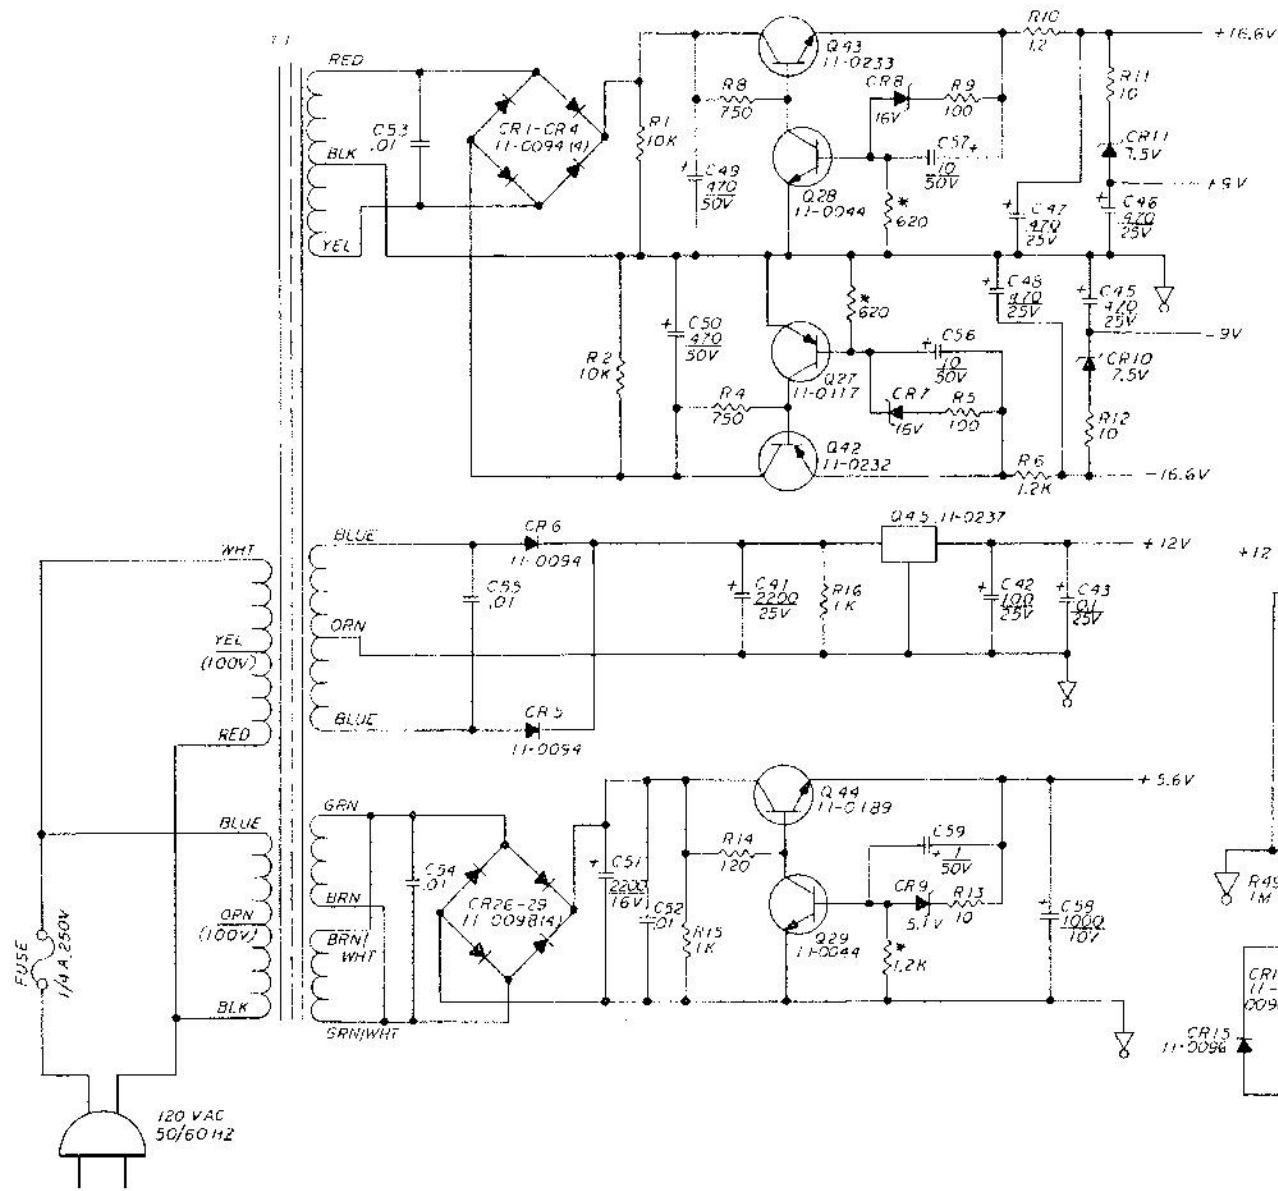 T1
RED
C53
.01
BLK
YEL
CR1-CR4
11-0094(4)
R1
10K
R8
750
C49
470
50V
Q43
11-0233
CR8
16V
R9
100
Q28
11-0044
C57
+
10
50V
*
620
R10
1.2
+16.6V
R11
10
CR11
7.5V
+9V
+
C47
470
25V
+
C46
470
25V
R2
10K
+
C50
470
50V
R4
750
*
620
Q27
11-0117
+
C56
10
50V
CR7
16V
R5
100
Q42
11-0232
+
C48
470
25V
+
C45
470
25V
-9V
CR10
7.5V
R12
10
R6
1.2K
-16.6V
WHT
YEL
(100V)
RED
BLUE
ORN
(100V)
BLK
FUSE
1/4 A, 250V
120 VAC
50/60 HZ
BLUE
C55
.01
ORN
BLUE
CR6
11-0094
CR5
11-0094
+
C41
2200
25V
R16
1K
Q45, 11-0237
+
C42
100
25V
+
C43
0.1
25V
+12V
+12
GRN
BRN
BRN/
WHT
GRN/WHT
C54
.01
CR26-29
11-0098(4)
+
C51
2200
16V
C52
.01
R15
1K
R14
120
Q44
11-0189
C59
+
1
50V
CR9
5.1V
R13
10
Q29
11-0044
*
1.2K
+
C58
1000
10V
+5.6V
1M
CR15
11-0096